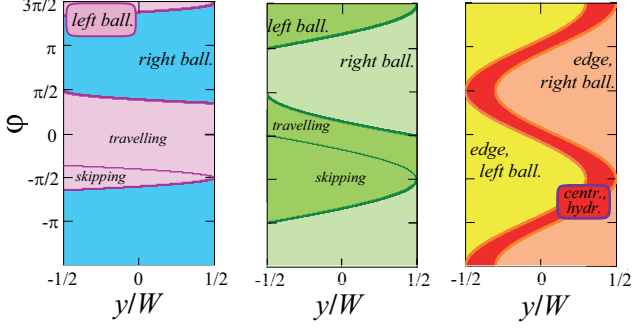 3π/2
π
π/2
0
-π/2
-π
φ
left ball.
right ball.
travelling
skipping
-1/2
0
1/2
y/W
left ball.
right ball.
travelling
skipping
-1/2
0
1/2
y/W
edge,
right ball.
edge,
left ball.
centr.,
hydr.
-1/2
0
1/2
y/W